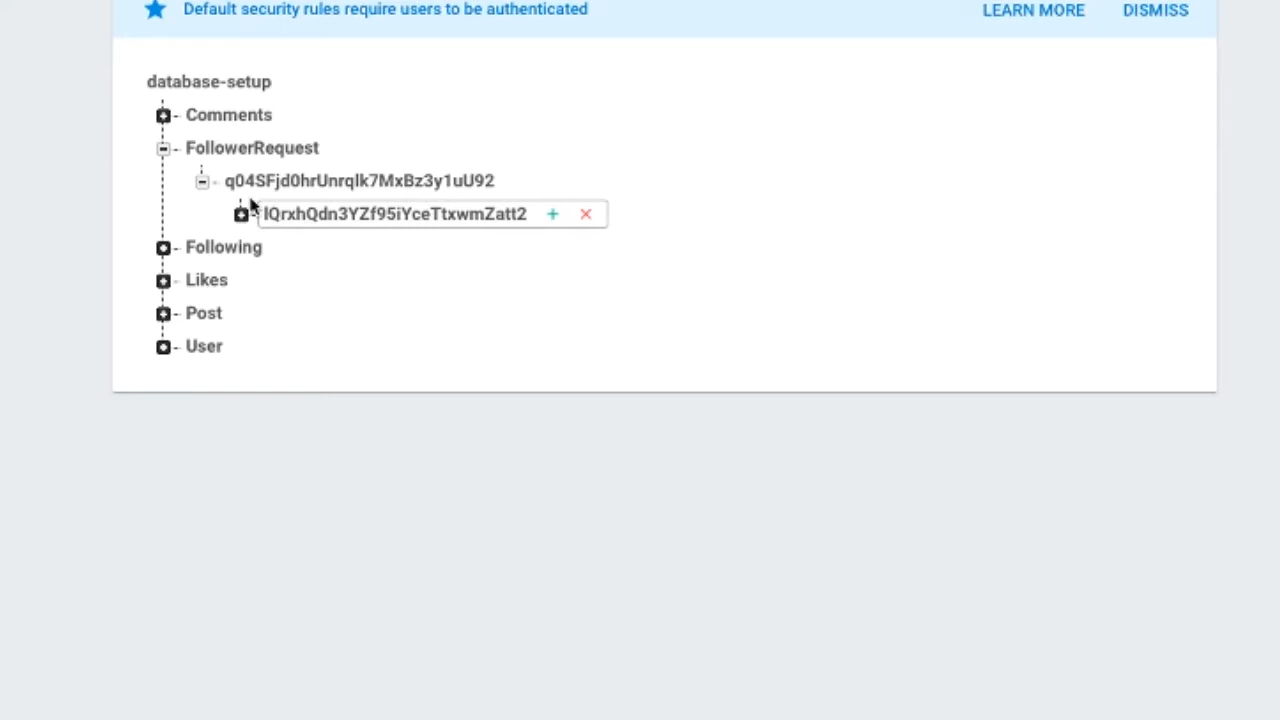 Default security rules require users to be authenticated LEARN MORE DISMISS
database-setup
Comments
FollowerRequest
q04SFjd0hrUnrqlk7MxBz3y1uU92
lQrxhQdn3YZf95iYceTtxwmZatt2
Following
Likes
Post
User